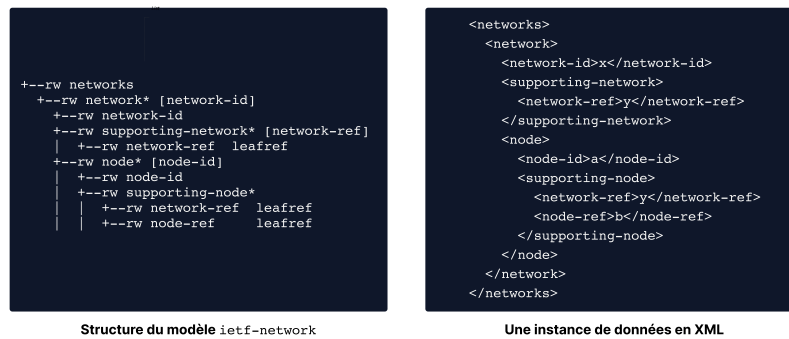 +--rw networks
  +--rw network* [network-id]
    +--rw network-id
    +--rw supporting-network* [network-ref]
    |  +--rw network-ref  leafref
    +--rw node* [node-id]
    |  +--rw node-id
    |  +--rw supporting-node*
    |  |  +--rw network-ref  leafref
    |  |  +--rw node-ref     leafref
Structure du modèle ietf-network
<networks>
  <network>
    <network-id>x</network-id>
    <supporting-network>
      <network-ref>y</network-ref>
    </supporting-network>
    <node>
      <node-id>a</node-id>
      <supporting-node>
        <network-ref>y</network-ref>
        <node-ref>b</node-ref>
      </supporting-node>
    </node>
  </network>
</networks>
Une instance de données en XML